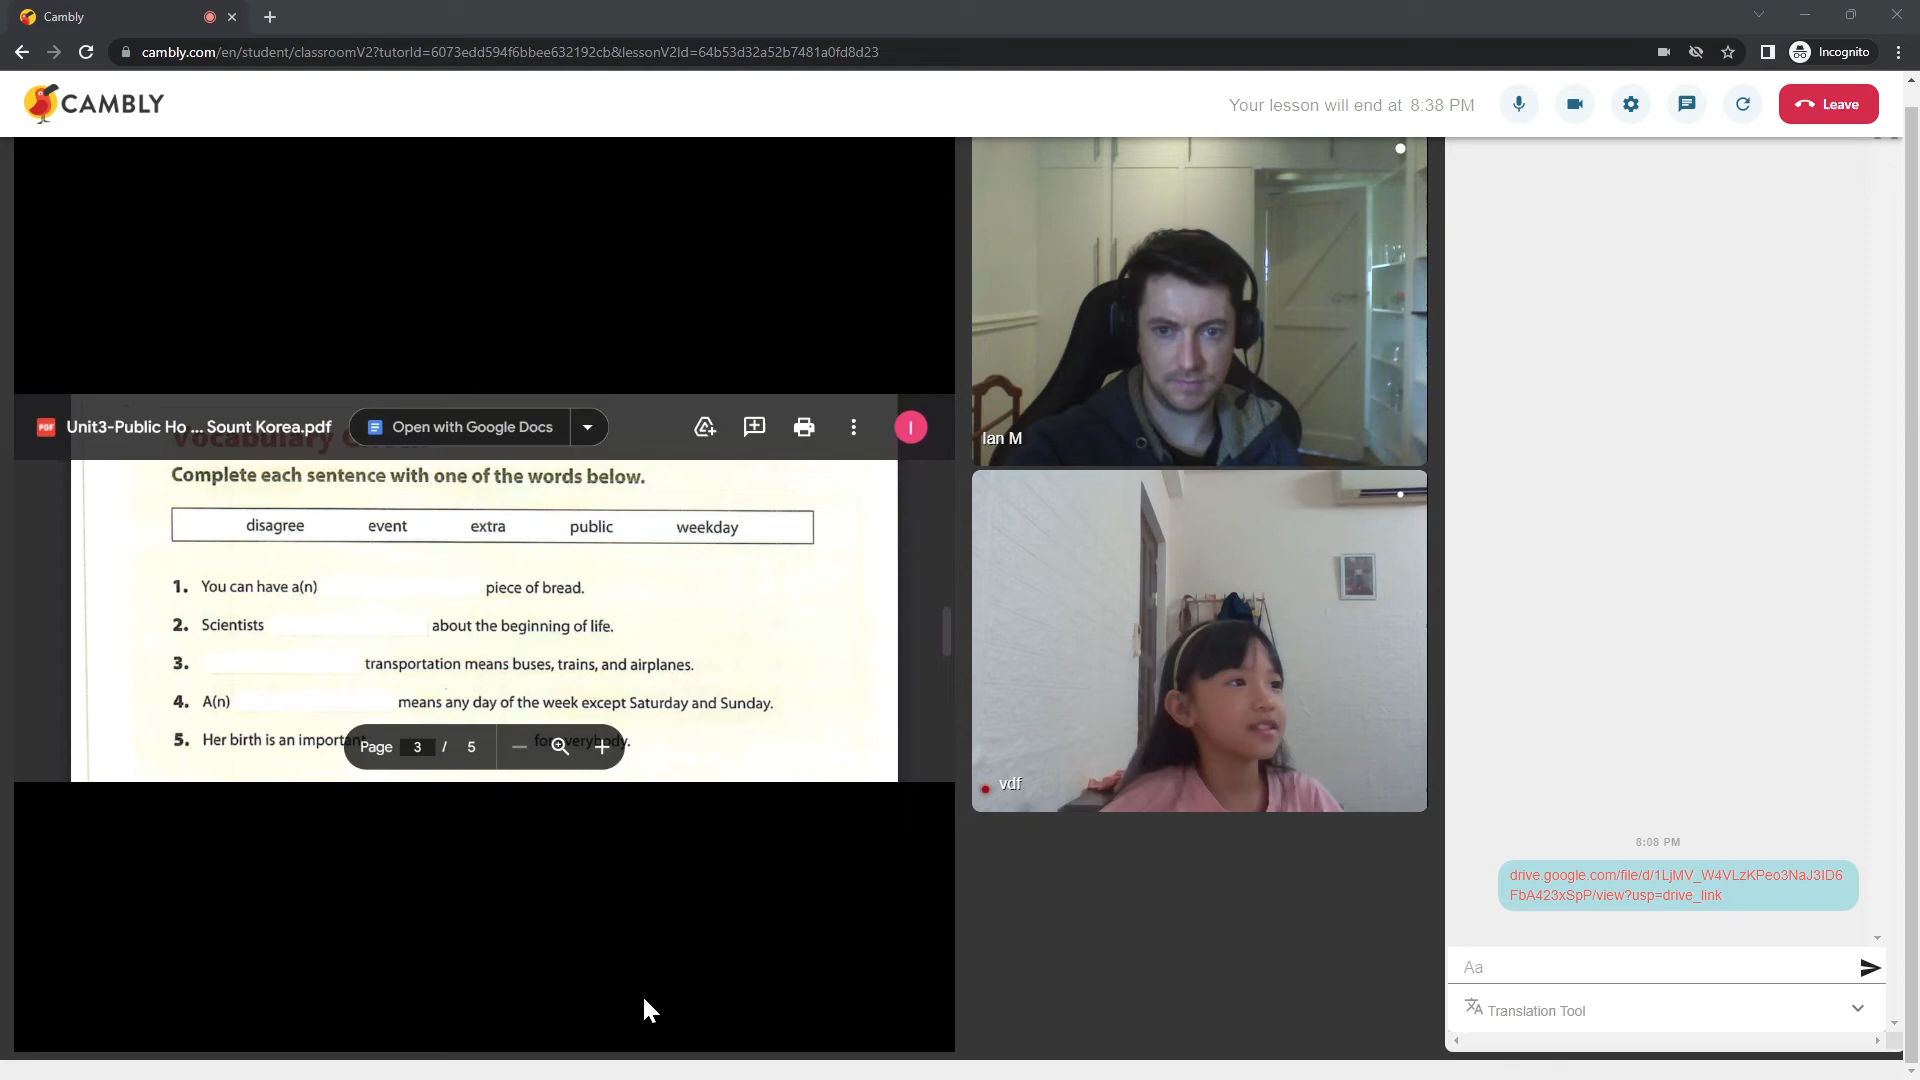 Cambly
cambly.com/en/student/classroomV2?tutorId=6073edd594f6bbee632192cb&lessonV2Id=64b53d32a52b7481a0fd8d23
Incognito
CAMBLY
Your lesson will end at 8:38 PM
Leave
PDF
Unit3-Public Ho ... Sount Korea.pdf
Open with Google Docs
I
Vocabulary
Complete each sentence with one of the words below.
disagree event extra public weekday
1. You can have a(n) piece of bread.
2. Scientists about the beginning of life.
3. transportation means buses, trains, and airplanes.
4. A(n) means any day of the week except Saturday and Sunday.
5. Her birth is an important for everybody.
Page 3 / 5
Ian M
vdf
8:08 PM
drive.google.com/file/d/1LjMV_W4VLzKPeo3NaJ3ID6
FbA423xSpP/view?usp=drive_link
Aa
Translation Tool